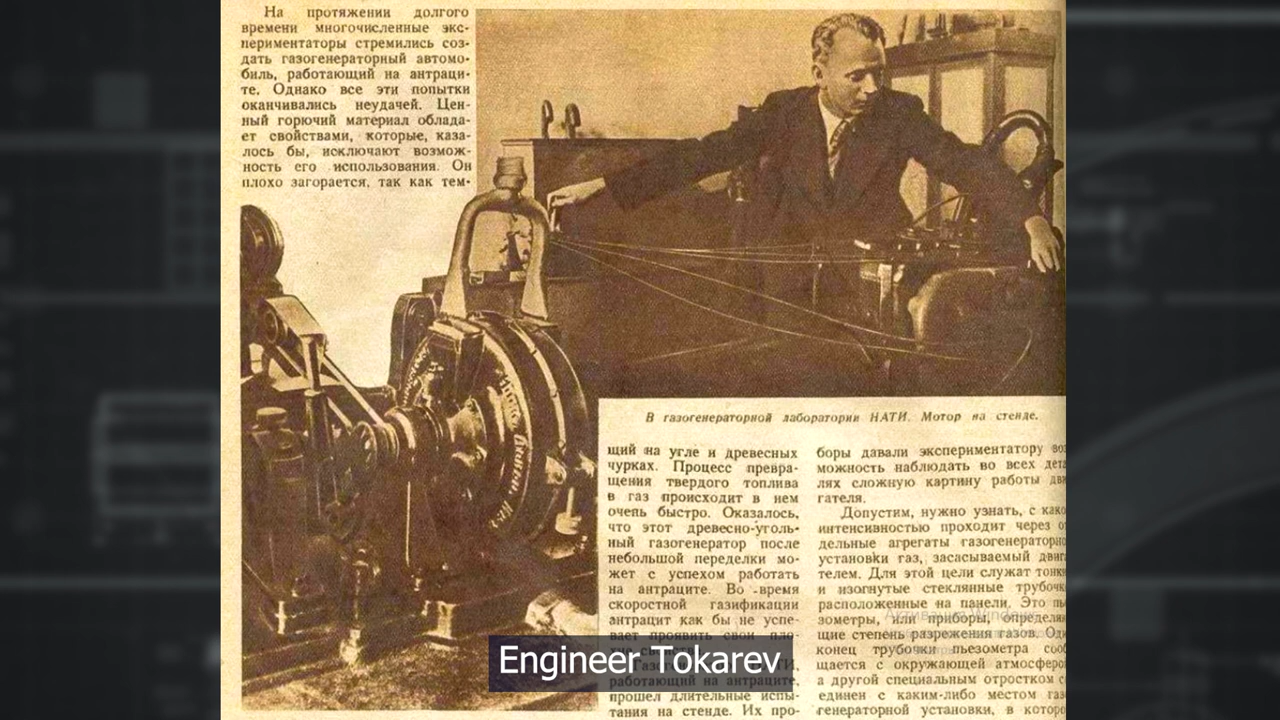 На протяжении долгого
времени многочисленные экс-
периментаторы стремились соз-
дать газогенераторный автомо-
биль, работающий на антраци-
те. Однако все эти попытки
оканчивались неудачей. Цен-
ный горючий материал облада-
ет свойствами, которые, каза-
лось бы, исключают возмож-
ность его использования. Он
плохо загорается, так как тем-
В газогенераторной лаборатории НАТИ. Мотор на стенде.
щий на угле и древесных
чурках. Процесс превра-
щения твердого топлива
в газ происходит в нем
очень быстро. Оказалось,
что этот древесно-уголь-
ный газогенератор после
небольшой переделки мо-
жет с успехом работать
на антраците. Во время
скоростной газификации
антрацит как бы не успе-
вает проявить свои пло-
работающий на антраците,
прошел длительные испы-
тания на стенде. Их про-
боры давали экспериментатору
можность наблюдать во всех
лях сложную картину работы
гателя.
Допустим, нужно узнать, с
интенсивностью проходит через
дельные агрегаты газогенераторно
установки газ, засасываемый
телем. Для этой цели служат
и изогнутые стеклянные трубочк
расположенные на панели. Это
зометры, или приборы,
щие степень разрежения газов.
конец трубочки пьезометра
щается с окружающей атмосферо
а другой специальным отростком
единен с каким-либо местом
генераторной установки, в
Engineer Tokarev